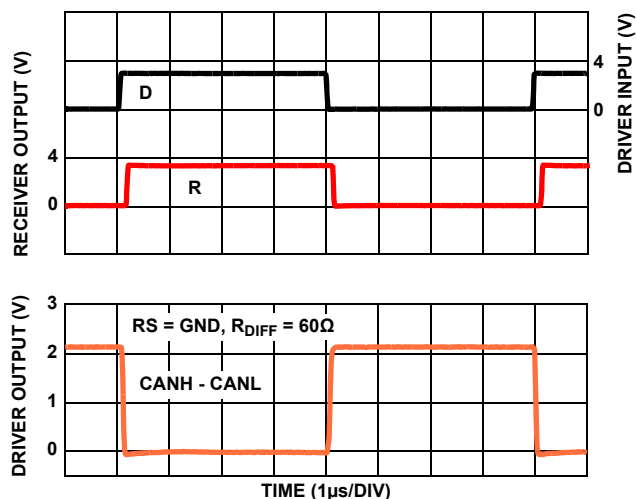 RECEIVER OUTPUT (V)
4
0
D
R
4
0
DRIVER INPUT (V)
DRIVER OUTPUT (V)
3
2
1
0
RS = GND, RDIFF = 60Ω
CANH - CANL
TIME (1µs/DIV)